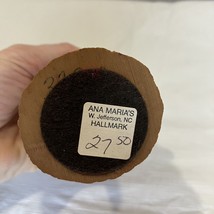 ANA MARIA'S
W. Jefferson, NC
HALLMARK
27 50